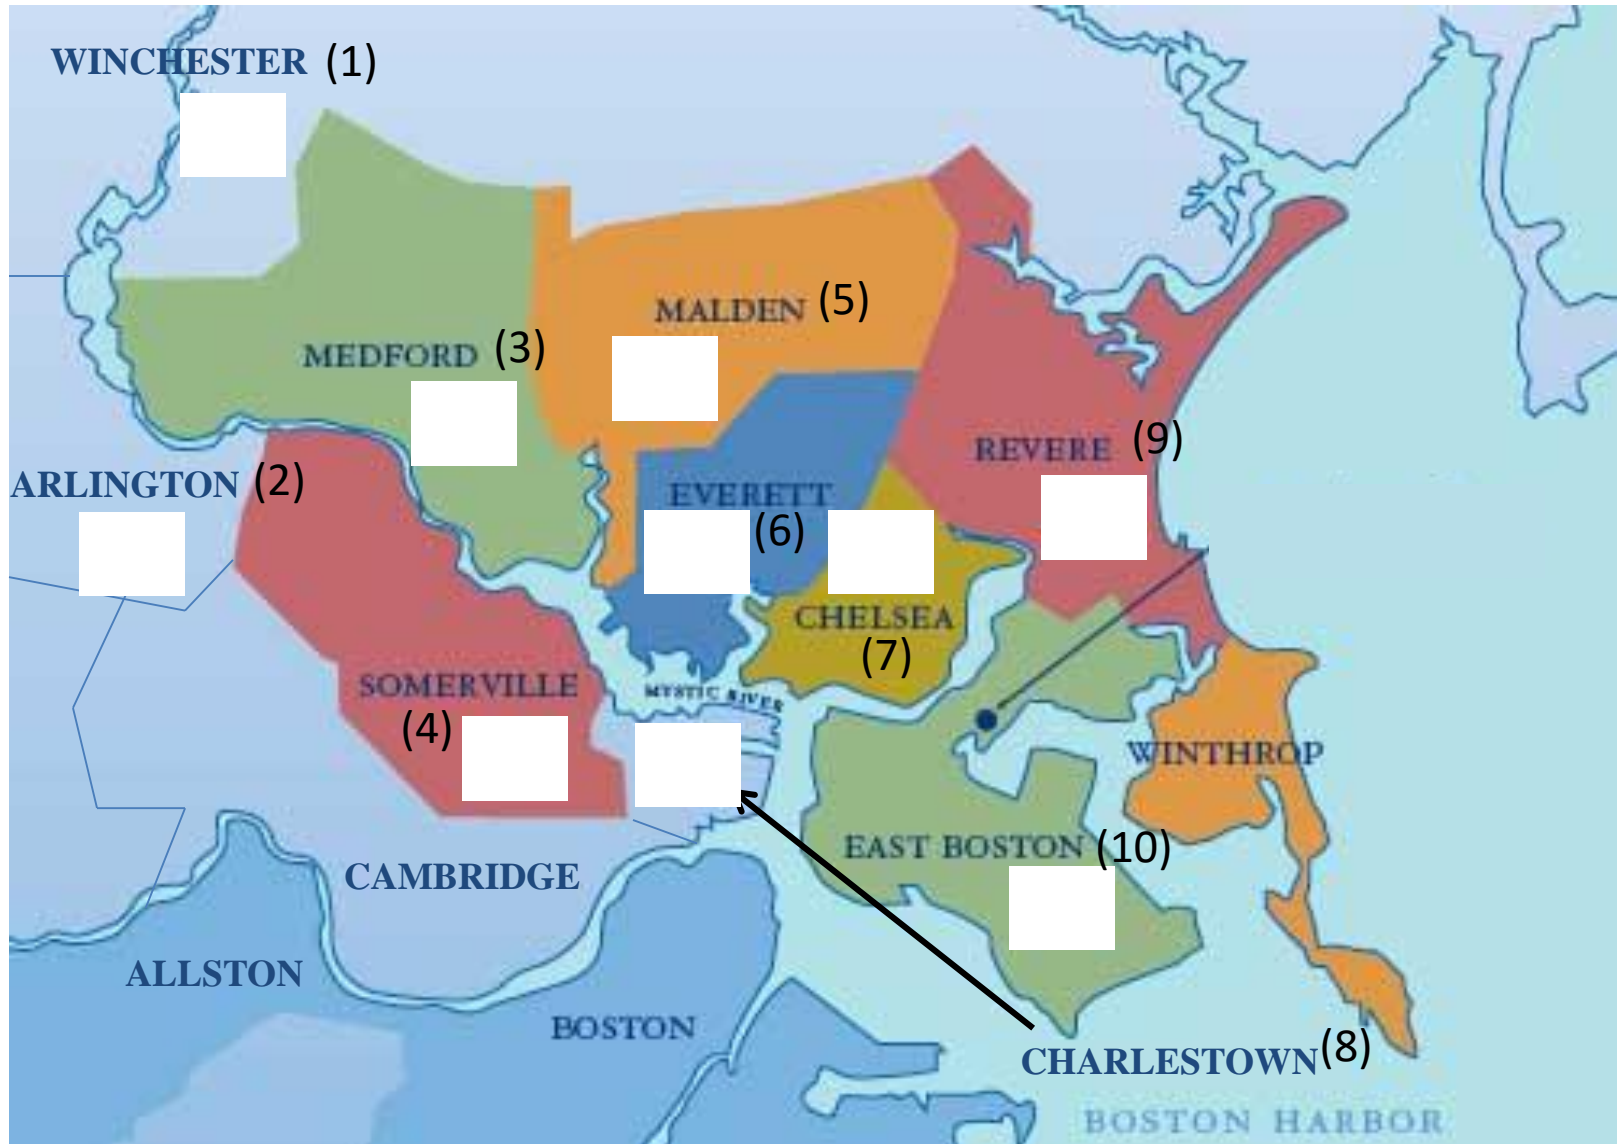 WINCHESTER (1)
MALDEN (5)
MEDFORD (3)
REVERE (9)
ARLINGTON (2)
EVERETT
(6)
CHELSEA
(7)
SOMERVILLE
(4)
MYSTIC RIVER
WINTHROP
EAST BOSTON (10)
CAMBRIDGE
ALLSTON
BOSTON
CHARLESTOWN (8)
BOSTON HARBOR